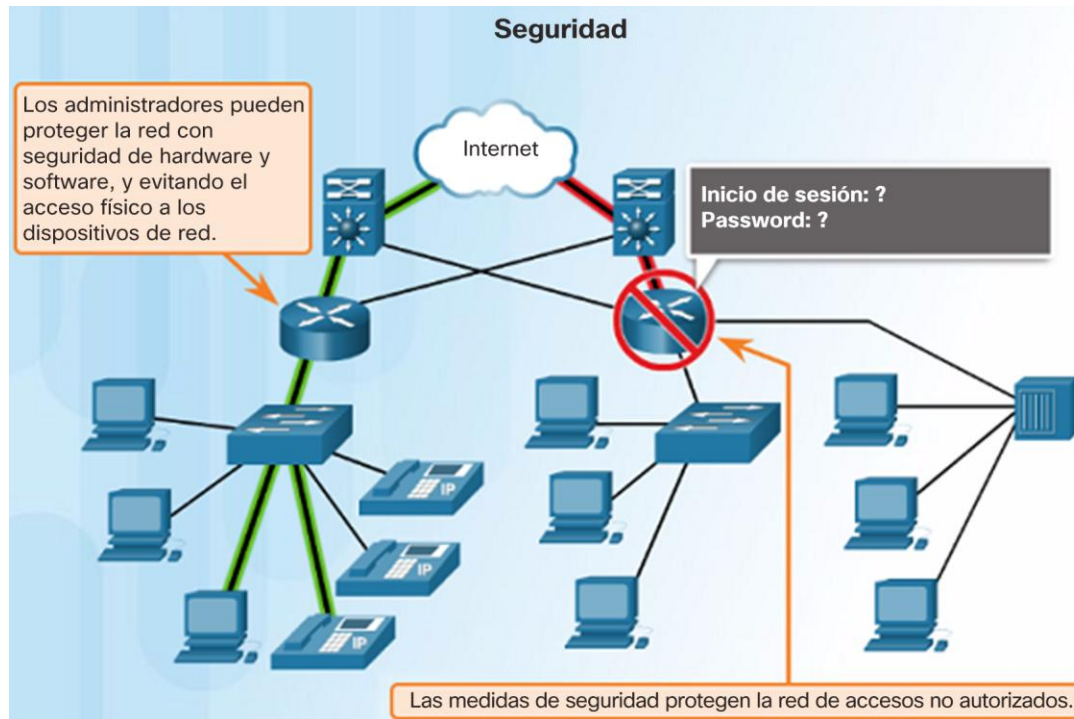 Seguridad
Los administradores pueden
proteger la red con
seguridad de hardware y
software, y evitando el
acceso físico a los
dispositivos de red.
Internet
Inicio de sesión: ?
Password: ?
IP
IP
IP
Las medidas de seguridad protegen la red de accesos no autorizados.